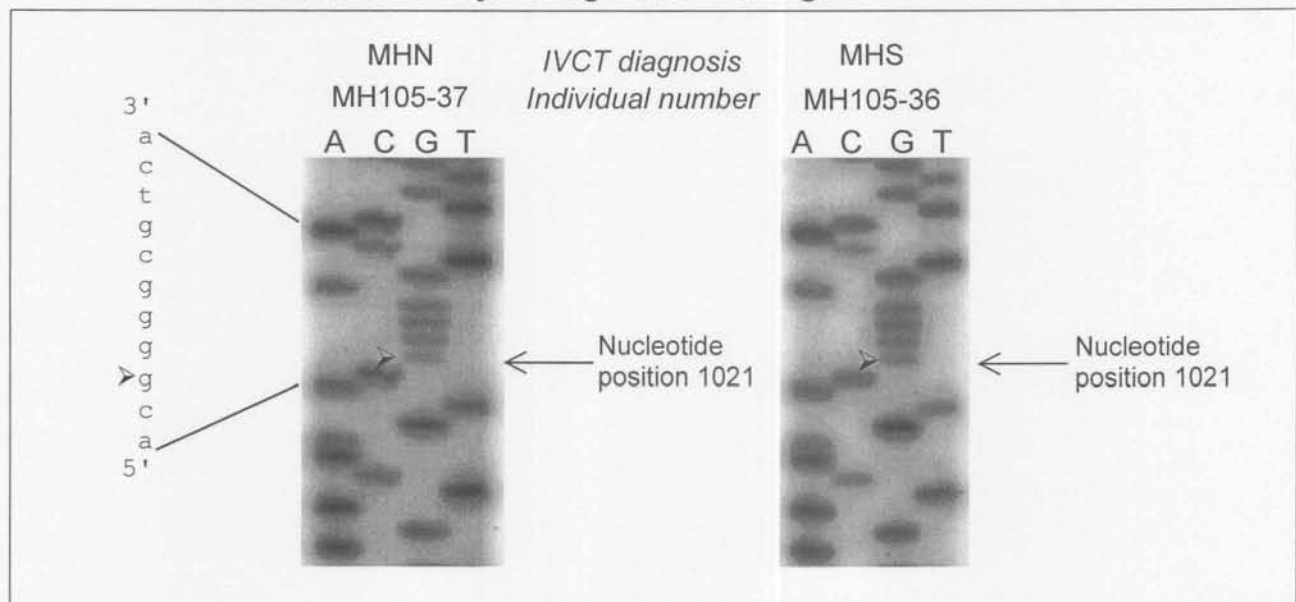 MHN
MH105-37
IVCT diagnosis
Individual number
MHS
MH105-36
3'
a
c
t
g
c
g
g
g
g
c
a
5'
A C G T
A C G T
Nucleotide
position 1021
Nucleotide
position 1021